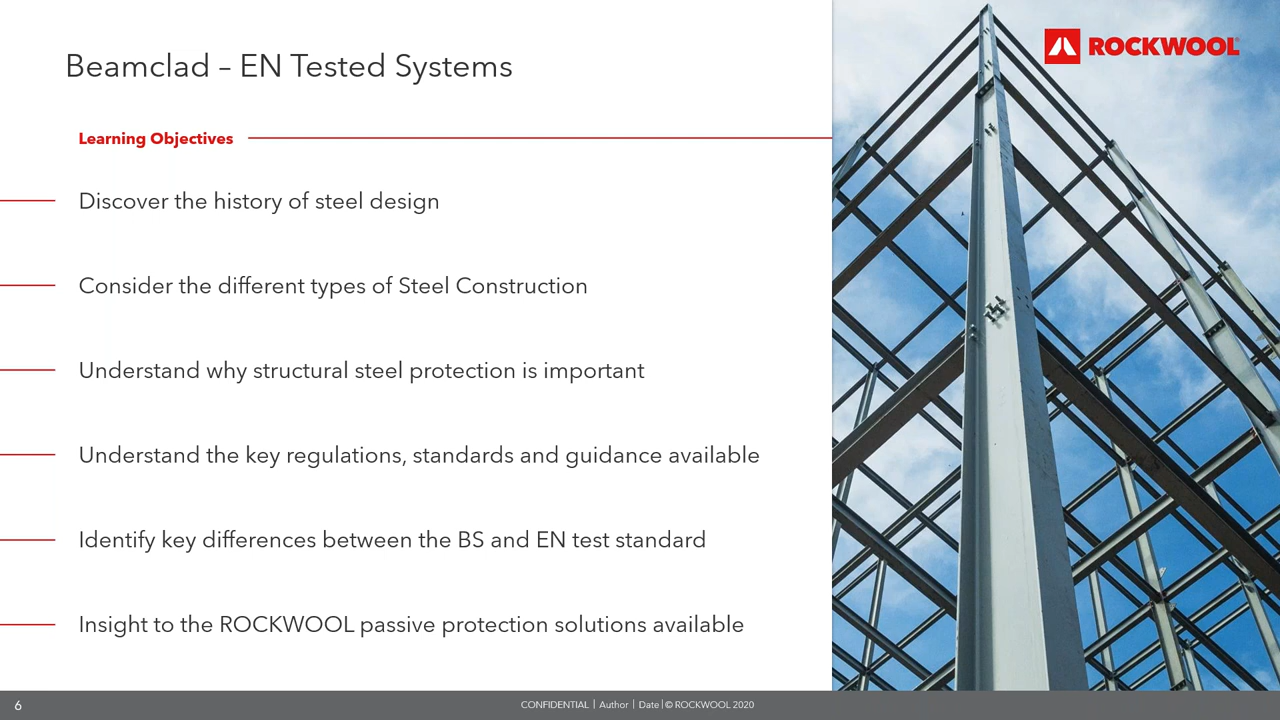 Beamclad – EN Tested Systems
ROCKWOOL
Learning Objectives
Discover the history of steel design
Consider the different types of Steel Construction
Understand why structural steel protection is important
Understand the key regulations, standards and guidance available
Identify key differences between the BS and EN test standard
Insight to the ROCKWOOL passive protection solutions available
6
CONFIDENTIAL | Author | Date | © ROCKWOOL 2020